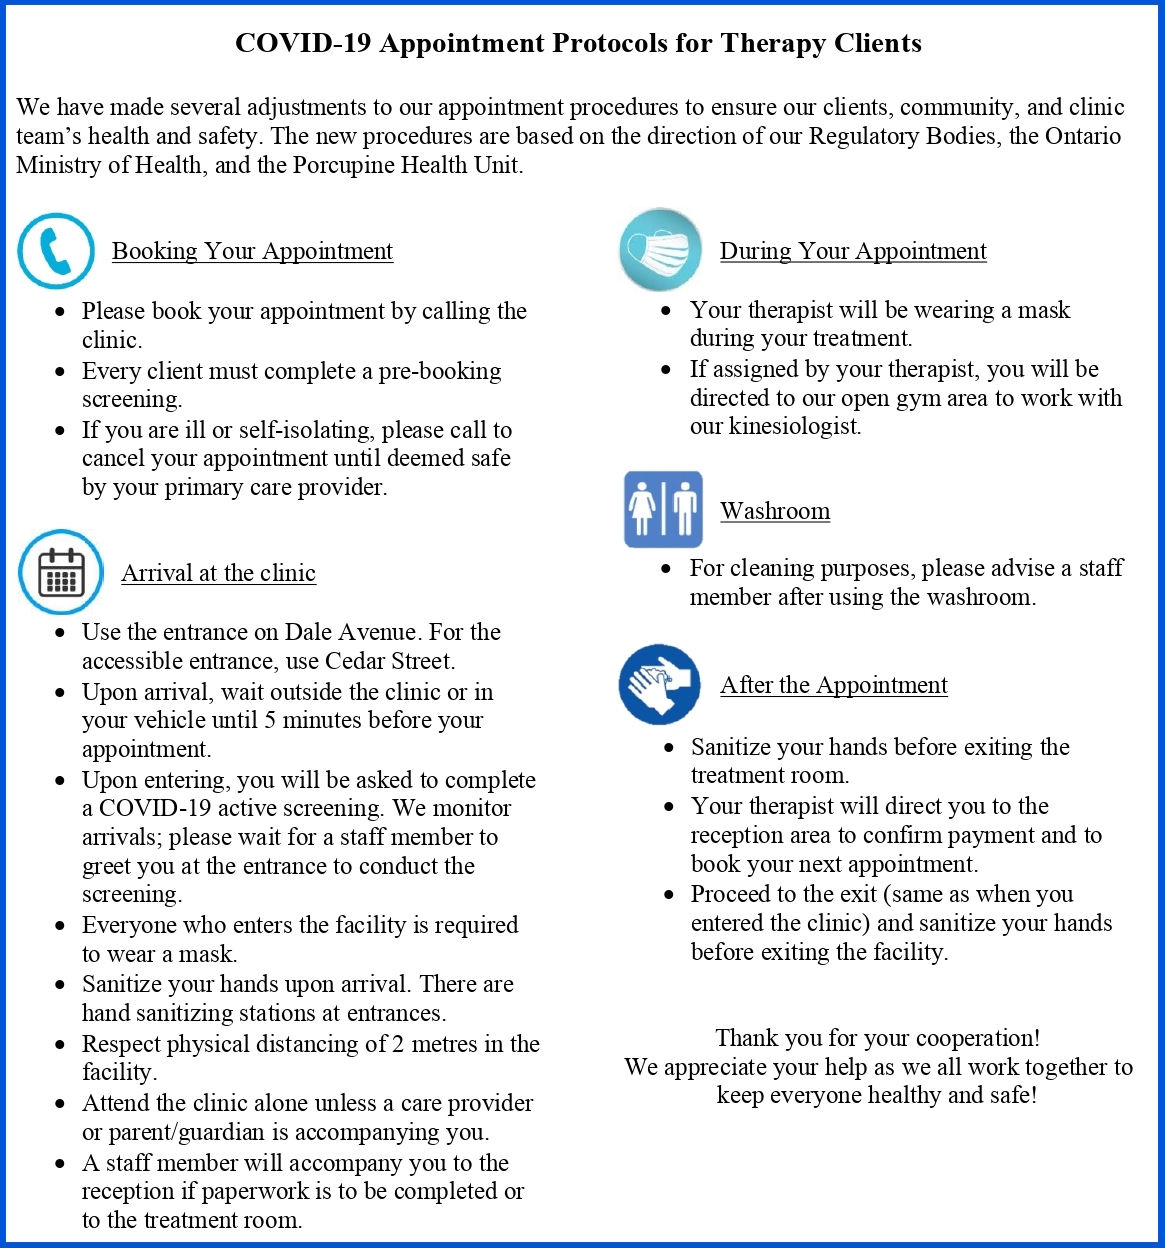 COVID-19 Appointment Protocols for Therapy Clients
We have made several adjustments to our appointment procedures to ensure our clients, community, and clinic
team's health and safety. The new procedures are based on the direction of our Regulatory Bodies, the Ontario
Ministry of Health, and the Porcupine Health Unit.
Booking Your Appointment
• Please book your appointment by calling the
clinic.
• Every client must complete a pre-booking
screening.
• If you are ill or self-isolating, please call to
cancel your appointment until deemed safe
by your primary care provider.
Arrival at the clinic
• Use the entrance on Dale Avenue. For the
accessible entrance, use Cedar Street.
• Upon arrival, wait outside the clinic or in
your vehicle until 5 minutes before your
appointment.
• Upon entering, you will be asked to complete
a COVID-19 active screening. We monitor
arrivals; please wait for a staff member to
greet you at the entrance to conduct the
screening.
• Everyone who enters the facility is required
to wear a mask.
• Sanitize your hands upon arrival. There are
hand sanitizing stations at entrances.
• Respect physical distancing of 2 metres in the
facility.
• Attend the clinic alone unless a care provider
or parent/guardian is accompanying you.
• A staff member will accompany you to the
reception if paperwork is to be completed or
to the treatment room.
During Your Appointment
• Your therapist will be wearing a mask
during your treatment.
• If assigned by your therapist, you will be
directed to our open gym area to work with
our kinesiologist.
Washroom
• For cleaning purposes, please advise a staff
member after using the washroom.
After the Appointment
• Sanitize your hands before exiting the
treatment room.
• Your therapist will direct you to the
reception area to confirm payment and to
book your next appointment.
• Proceed to the exit (same as when you
entered the clinic) and sanitize your hands
before exiting the facility.
Thank you for your cooperation!
We appreciate your help as we all work together to
keep everyone healthy and safe!